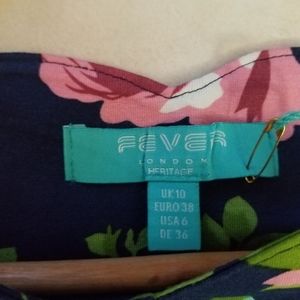 FEVER
LONDON
HERITAGE
UK 10
EURO 38
USA 6
DE 36